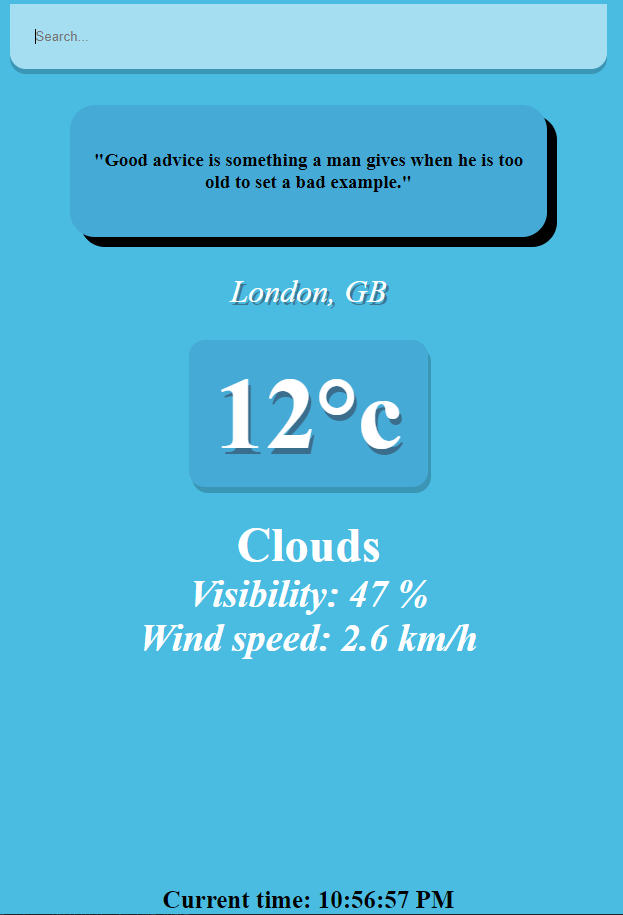 Search...
"Good advice is something a man gives when he is too
old to set a bad example."
London, GB
12°c
Clouds
Visibility: 47 %
Wind speed: 2.6 km/h
Current time: 10:56:57 PM